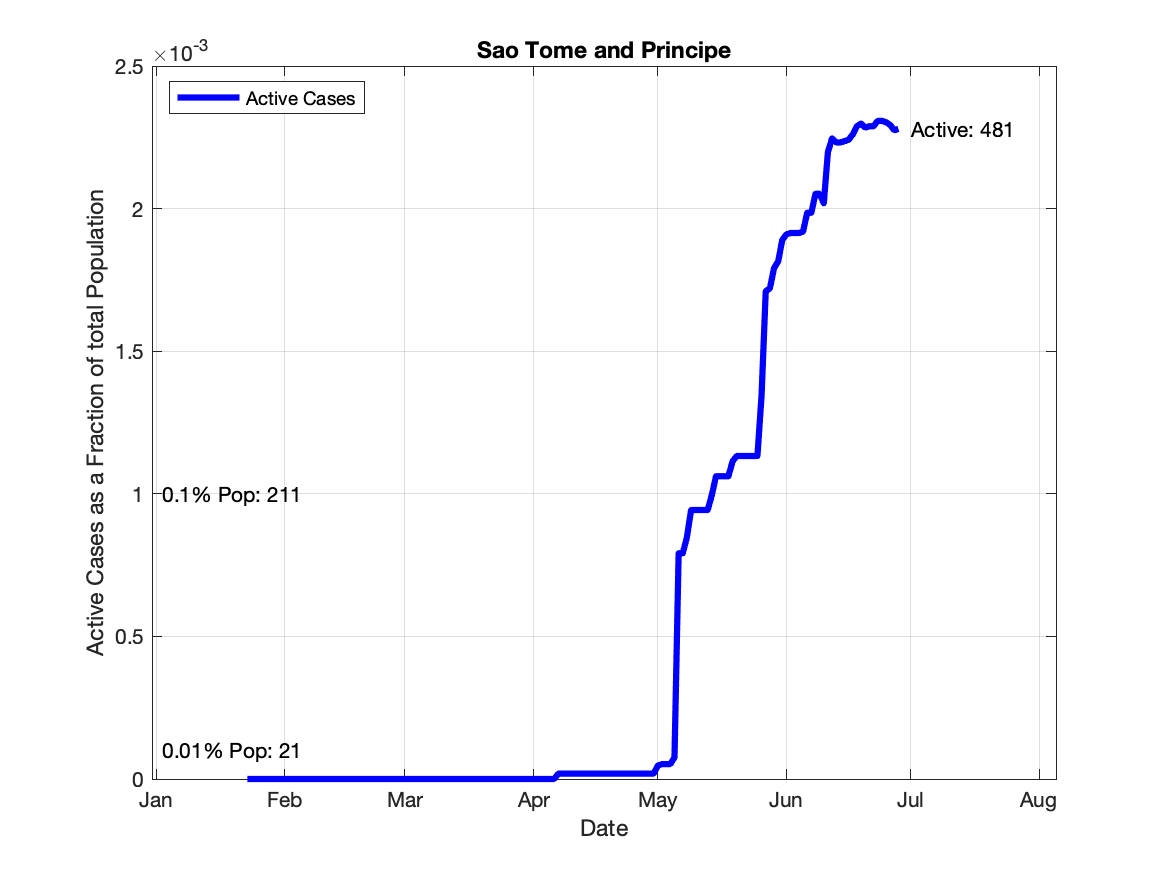 Sao Tome and Principe
×10-3
2.5
2
1.5
1
0.5
0
Active Cases as a Fraction of total Population
Active Cases
Active: 481
0.1% Pop: 211
0.01% Pop: 21
Jan Feb Mar Apr May Jun Jul Aug
Date